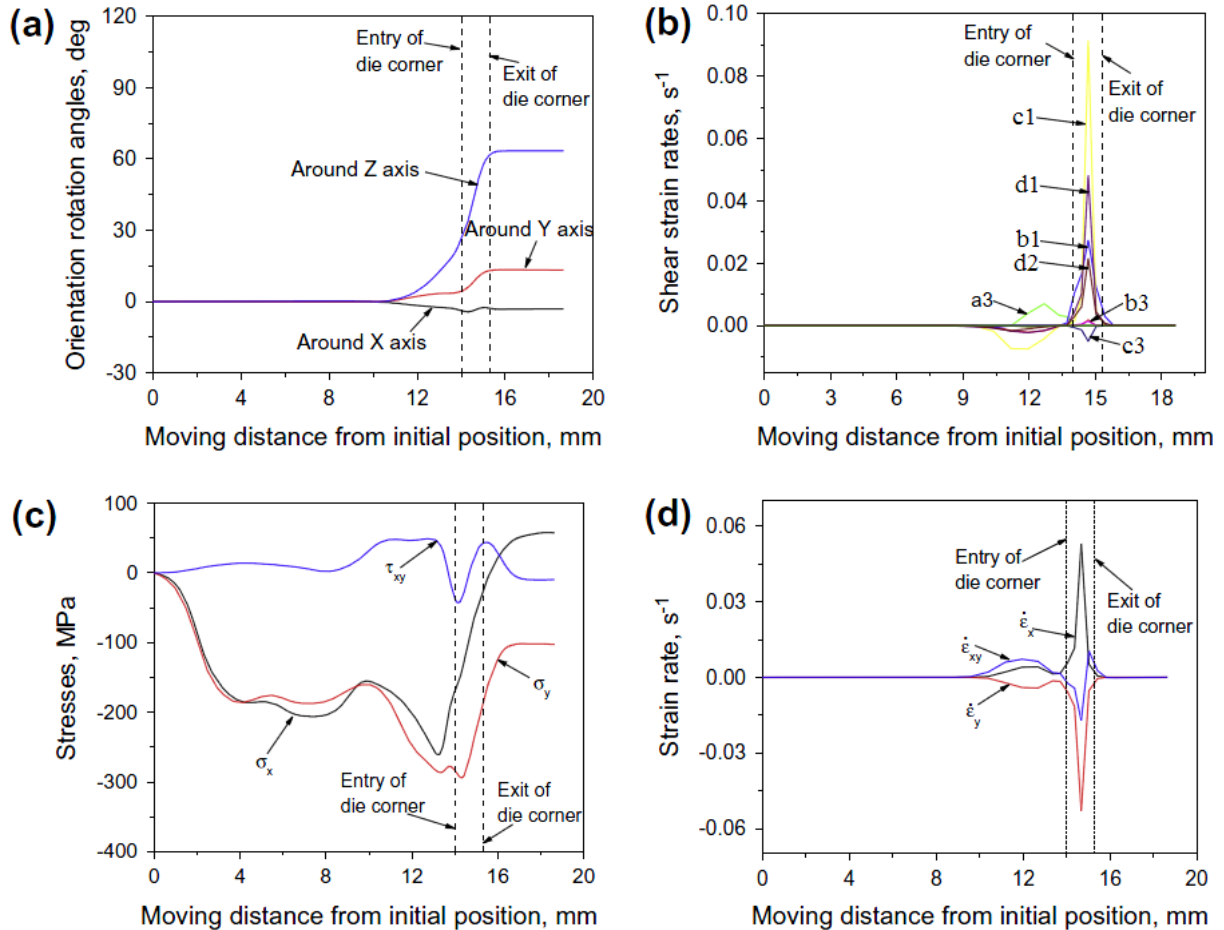 (a)
120
90
60
30
0
-30
Orientation rotation angles, deg
Entry of
die corner
Exit of
die corner
Around Z axis
Around Y axis
Around X axis
0
4
8
12
16
20
Moving distance from initial position, mm
(b)
0.10
0.08
0.06
0.04
0.02
0.00
Shear strain rates, s⁻¹
Entry of
die corner
Exit of
die corner
c1
d1
b1
d2
a3
b3
c3
0
3
6
9
12
15
18
Moving distance from initial position, mm
(c)
100
0
-100
-200
-300
-400
Stresses, MPa
τxy
σy
σx
Entry of
die corner
Exit of
die corner
0
4
8
12
16
20
Moving distance from initial position, mm
(d)
0.06
0.03
0.00
-0.03
-0.06
Strain rate, s⁻¹
Entry of
die corner
Exit of
die corner
ε̇x
ε̇xy
ε̇y
0
4
8
12
16
20
Moving distance from initial position, mm